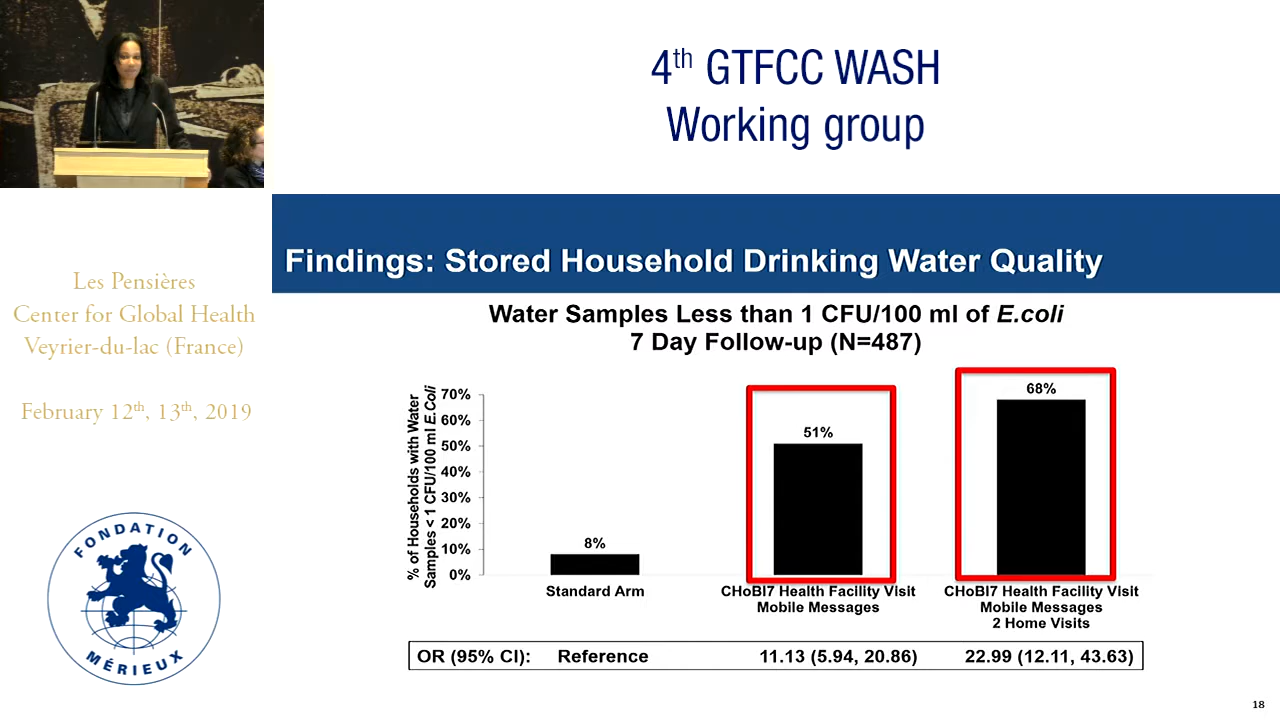 4th GTFCC WASH
Working group
Les Pensières
Center for Global Health
Veyrier-du-lac (France)
February 12th, 13th, 2019
FONDATION
MÉRIEUX
Findings: Stored Household Drinking Water Quality
Water Samples Less than 1 CFU/100 ml of E.coli
7 Day Follow-up (N=487)
% of Households with Water
Samples < 1 CFU/100 ml E.Coli
70%
60%
50%
40%
30%
20%
10%
0%
8%
51%
68%
Standard Arm
CHoBI7 Health Facility Visit
Mobile Messages
CHoBI7 Health Facility Visit
Mobile Messages
2 Home Visits
OR (95% CI): Reference 11.13 (5.94, 20.86) 22.99 (12.11, 43.63)
18